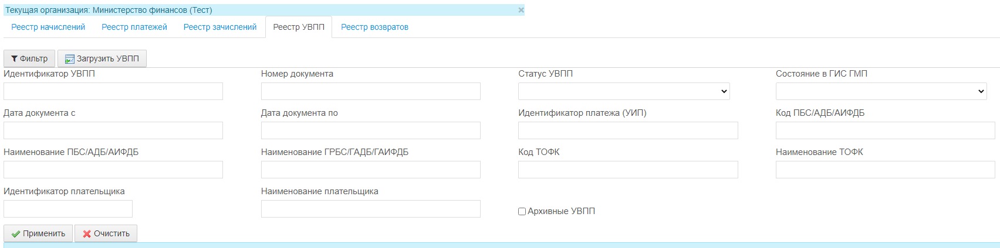 Текущая организация: Министерство финансов (Тест)
Реестр начислений Реестр платежей Реестр зачислений Реестр УВПП Реестр возвратов
Фильтр Загрузить УВПП
Идентификатор УВПП Номер документа Статус УВПП Состояние в ГИС ГМП
Дата документа с Дата документа по Идентификатор платежа (УИП) Код ПБС/АДБ/АИФДБ
Наименование ПБС/АДБ/АИФДБ Наименование ГРБС/ГАДБ/ГАИФДБ Код ТОФК Наименование ТОФК
Идентификатор плательщика Наименование плательщика
Архивные УВПП
Применить Очистить